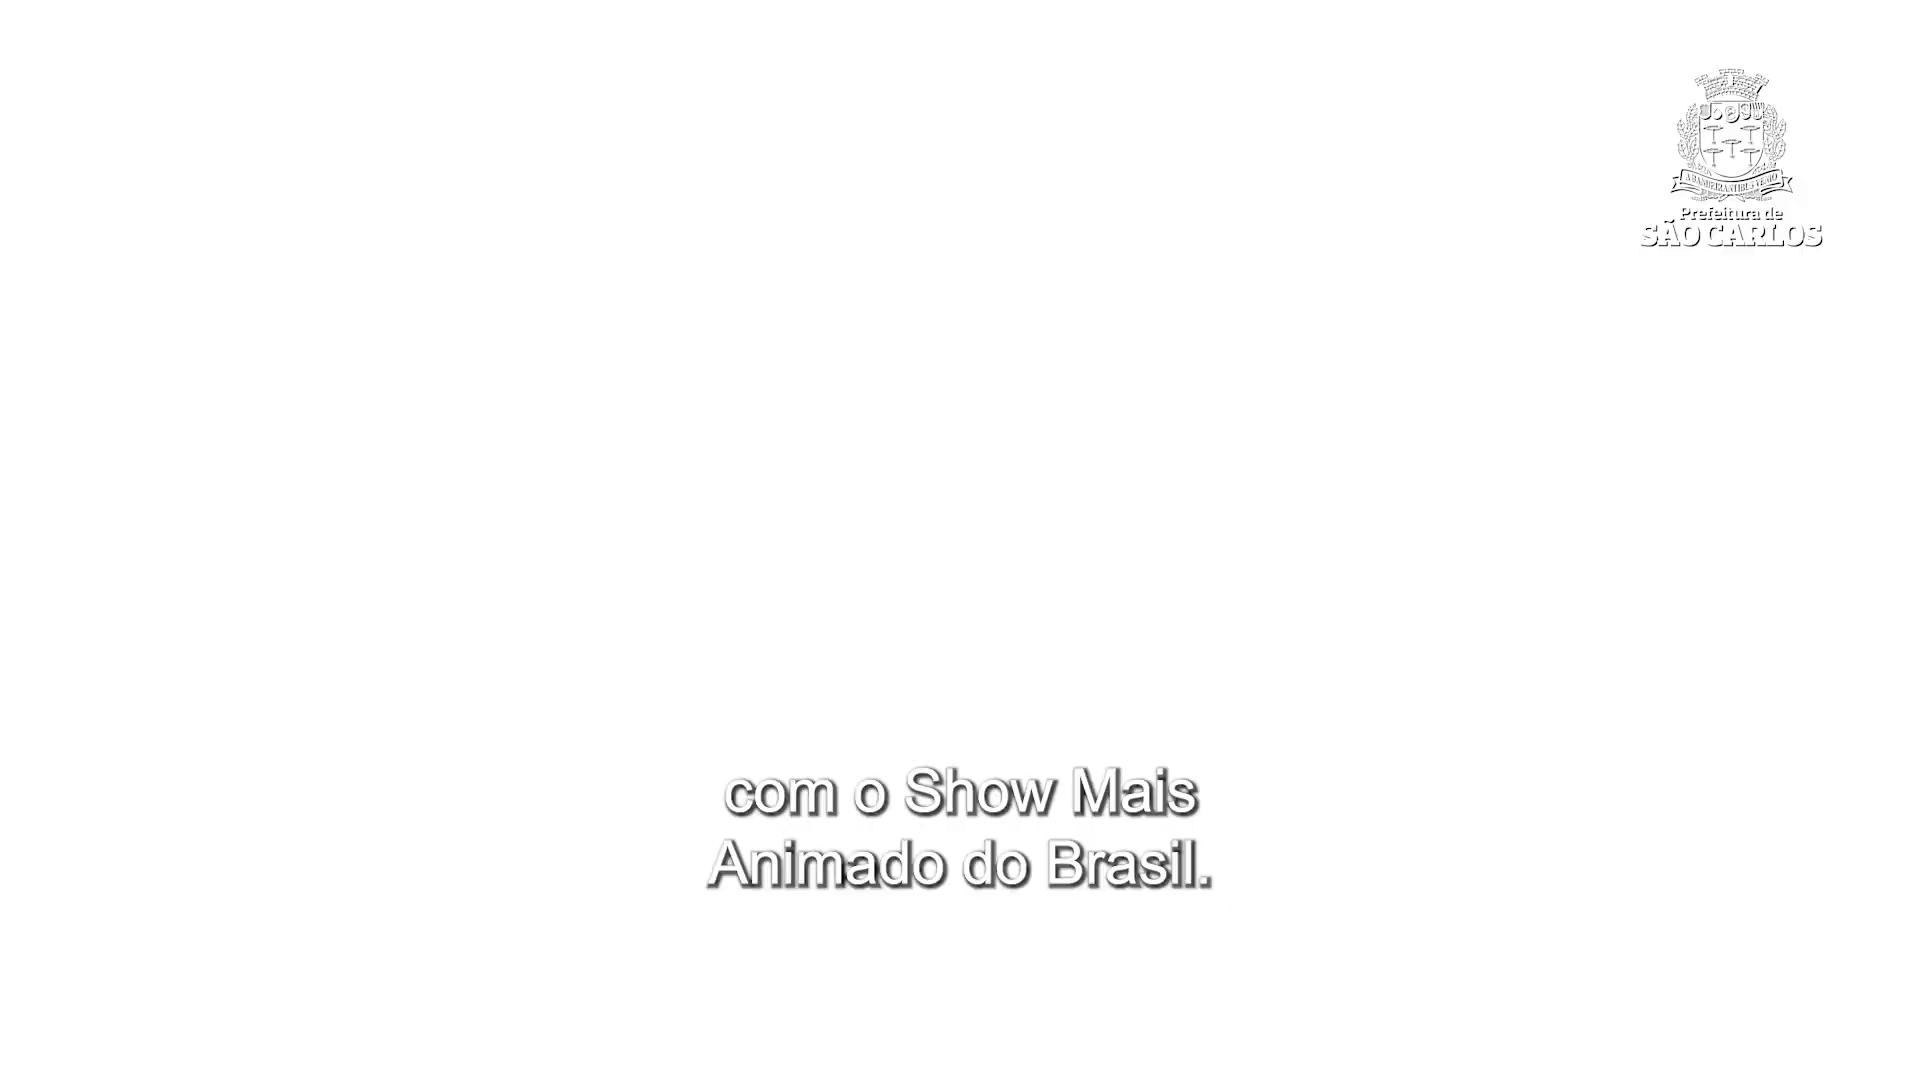 Prefeitura de
SÃO CARLOS
com o Show Mais
Animado do Brasil.